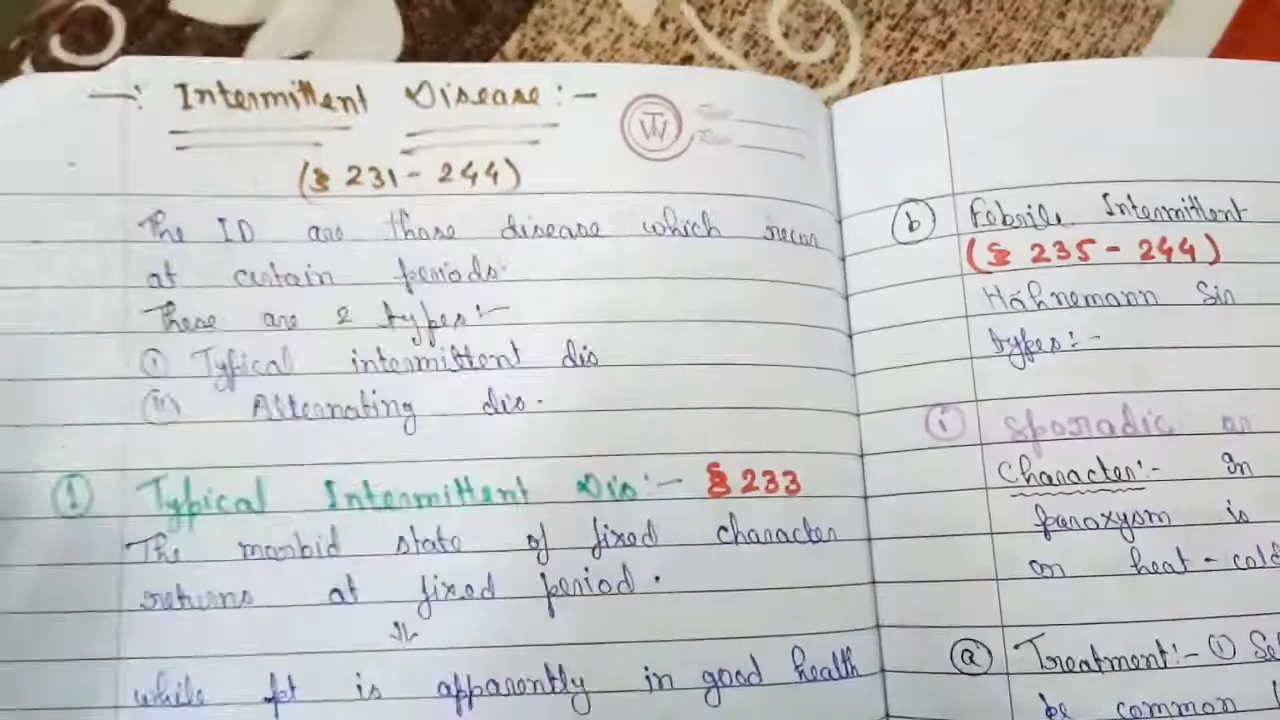 —: Intermittent Disease :-
(§ 231 - 244)
The ID are those disease which recur
at certain periods.
These are 2 types :-
(i) Typical intermittent dis
(ii) Alternating dis.
(1) Typical Intermittent Dis :- § 233
The morbid state of fixed character
returns at fixed period.
while pt is apparently in good health
(b) Febrile Intermittent
(§ 235 - 244)
Hahnemann
types :-
(i) Sporadic or
Character :- In
paroxysm is
or heat - cold
(a) Treatment :- (1) Se
be common